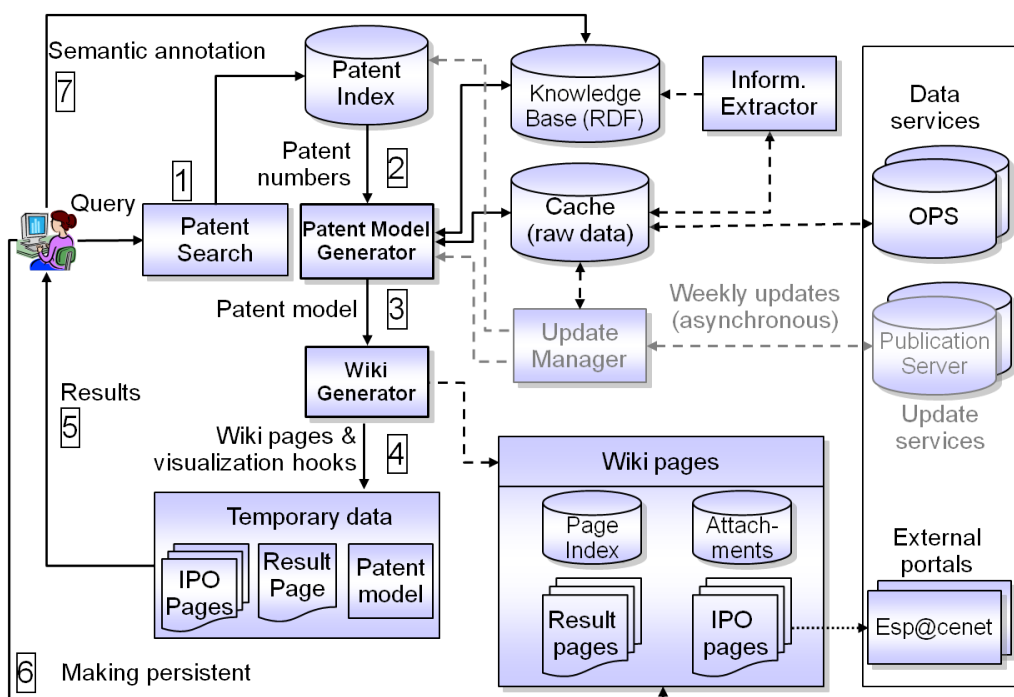 Semantic annotation
7
Patent
Index
Knowledge
Base (RDF)
Inform.
Extractor
Data
services
1
Patent
numbers
2
Query
Patent
Search
Patent Model
Generator
Cache
(raw data)
OPS
Patent model
3
Update
Manager
Weekly updates
(asynchronous)
Publication
Server
Update
services
Wiki
Generator
Results
5
Wiki pages &
visualization hooks
4
Wiki pages
Page
Index
Attach-
ments
Result
pages
IPO
pages
Temporary data
IPO
Pages
Result
Page
Patent
model
External
portals
Esp@cenet
6
Making persistent